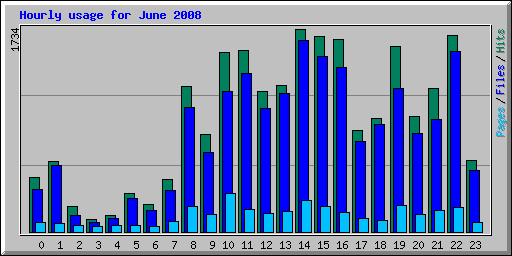 Hourly usage for June 2008
1734
Pages / Files / Hits
0 1 2 3 4 5 6 7 8 9 10 11 12 13 14 15 16 17 18 19 20 21 22 23